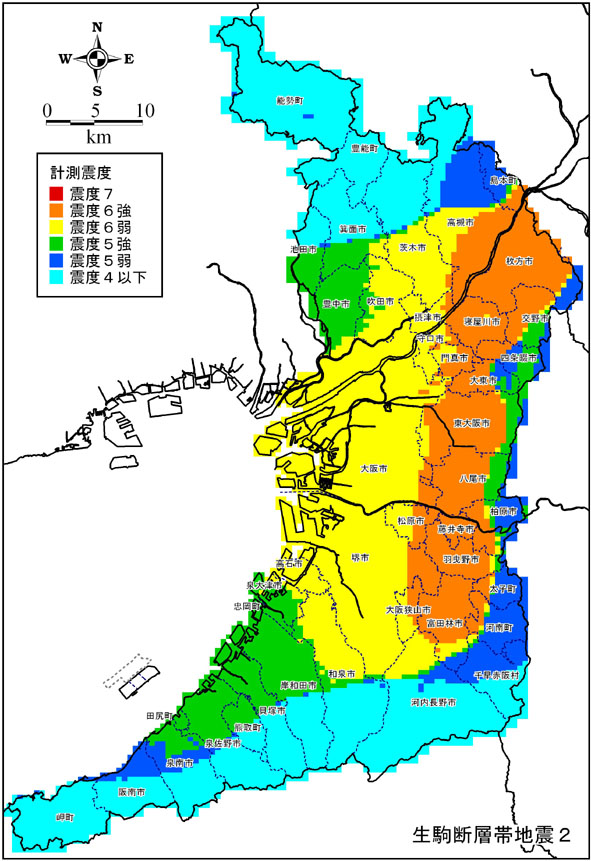 N
W E
S
0 5 10
km
計測震度
震度７
震度６強
震度６弱
震度５強
震度５弱
震度４以下
能勢町
豊能町
島本町
高槻市
箕面市
茨木市
池田市
枚方市
豊中市
吹田市
摂津市
寝屋川市
交野市
守口市
門真市
四条畷市
大東市
東大阪市
大阪市
八尾市
柏原市
松原市
藤井寺市
堺市
羽曳野市
高石市
泉大津市
太子町
忠岡町
大阪狭山市
富田林市
河南町
和泉市
千早赤阪村
岸和田市
河内長野市
貝塚市
田尻町
熊取町
泉佐野市
泉南市
阪南市
岬町
生駒断層帯地震２